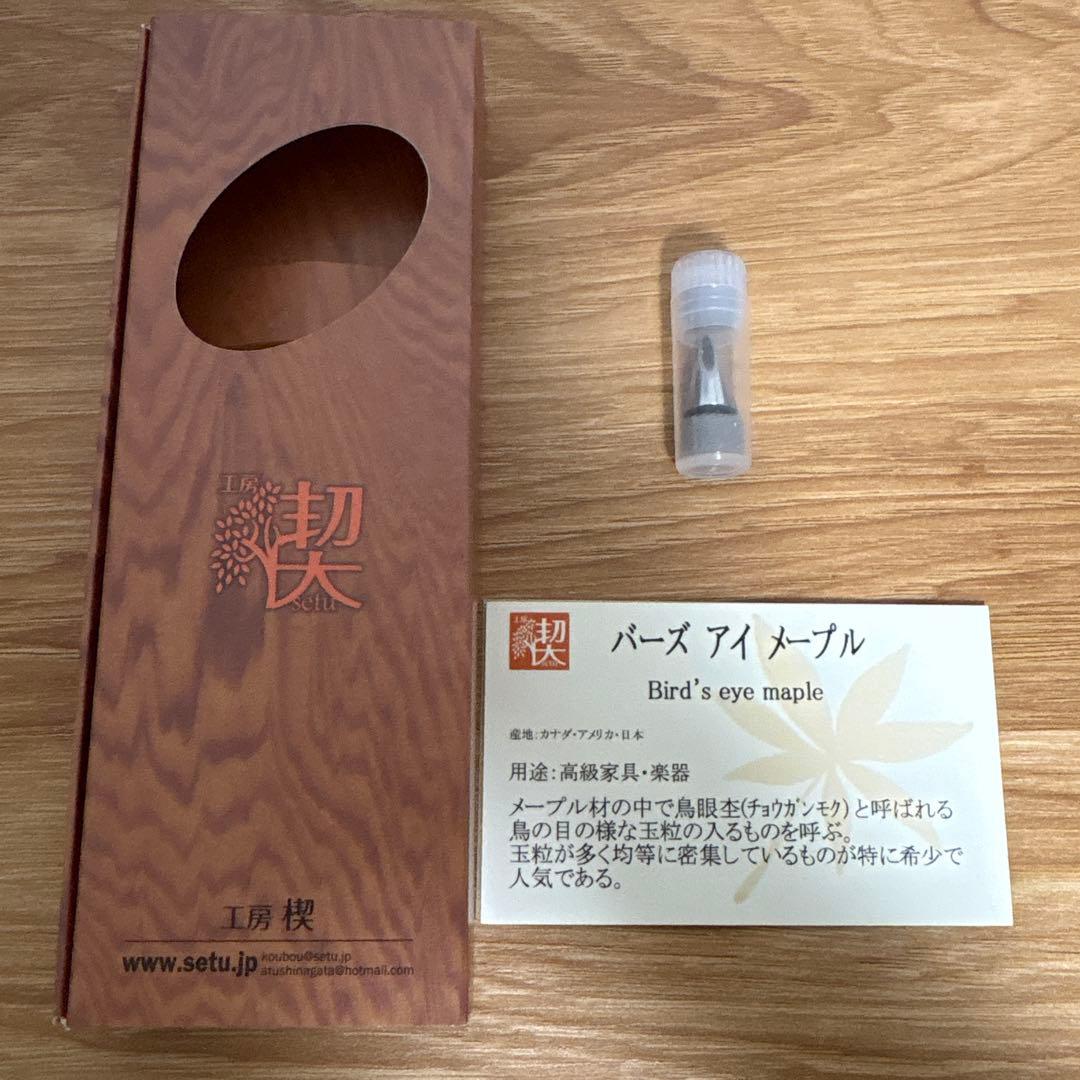 工房
楔
setu
工房 楔
www.setu.jp
koubou@setu.jp
atushinagata@hotmail.com
工房
楔
setu
バーズ アイ メープル
Bird's eye maple
産地:カナダ・アメリカ・日本
用途:高級家具・楽器
メープル材の中で鳥眼杢(チョウガンモク)と呼ばれる
鳥の目の様な玉粒の入るものを呼ぶ。
玉粒が多く均等に密集しているものが特に希少で
人気である。